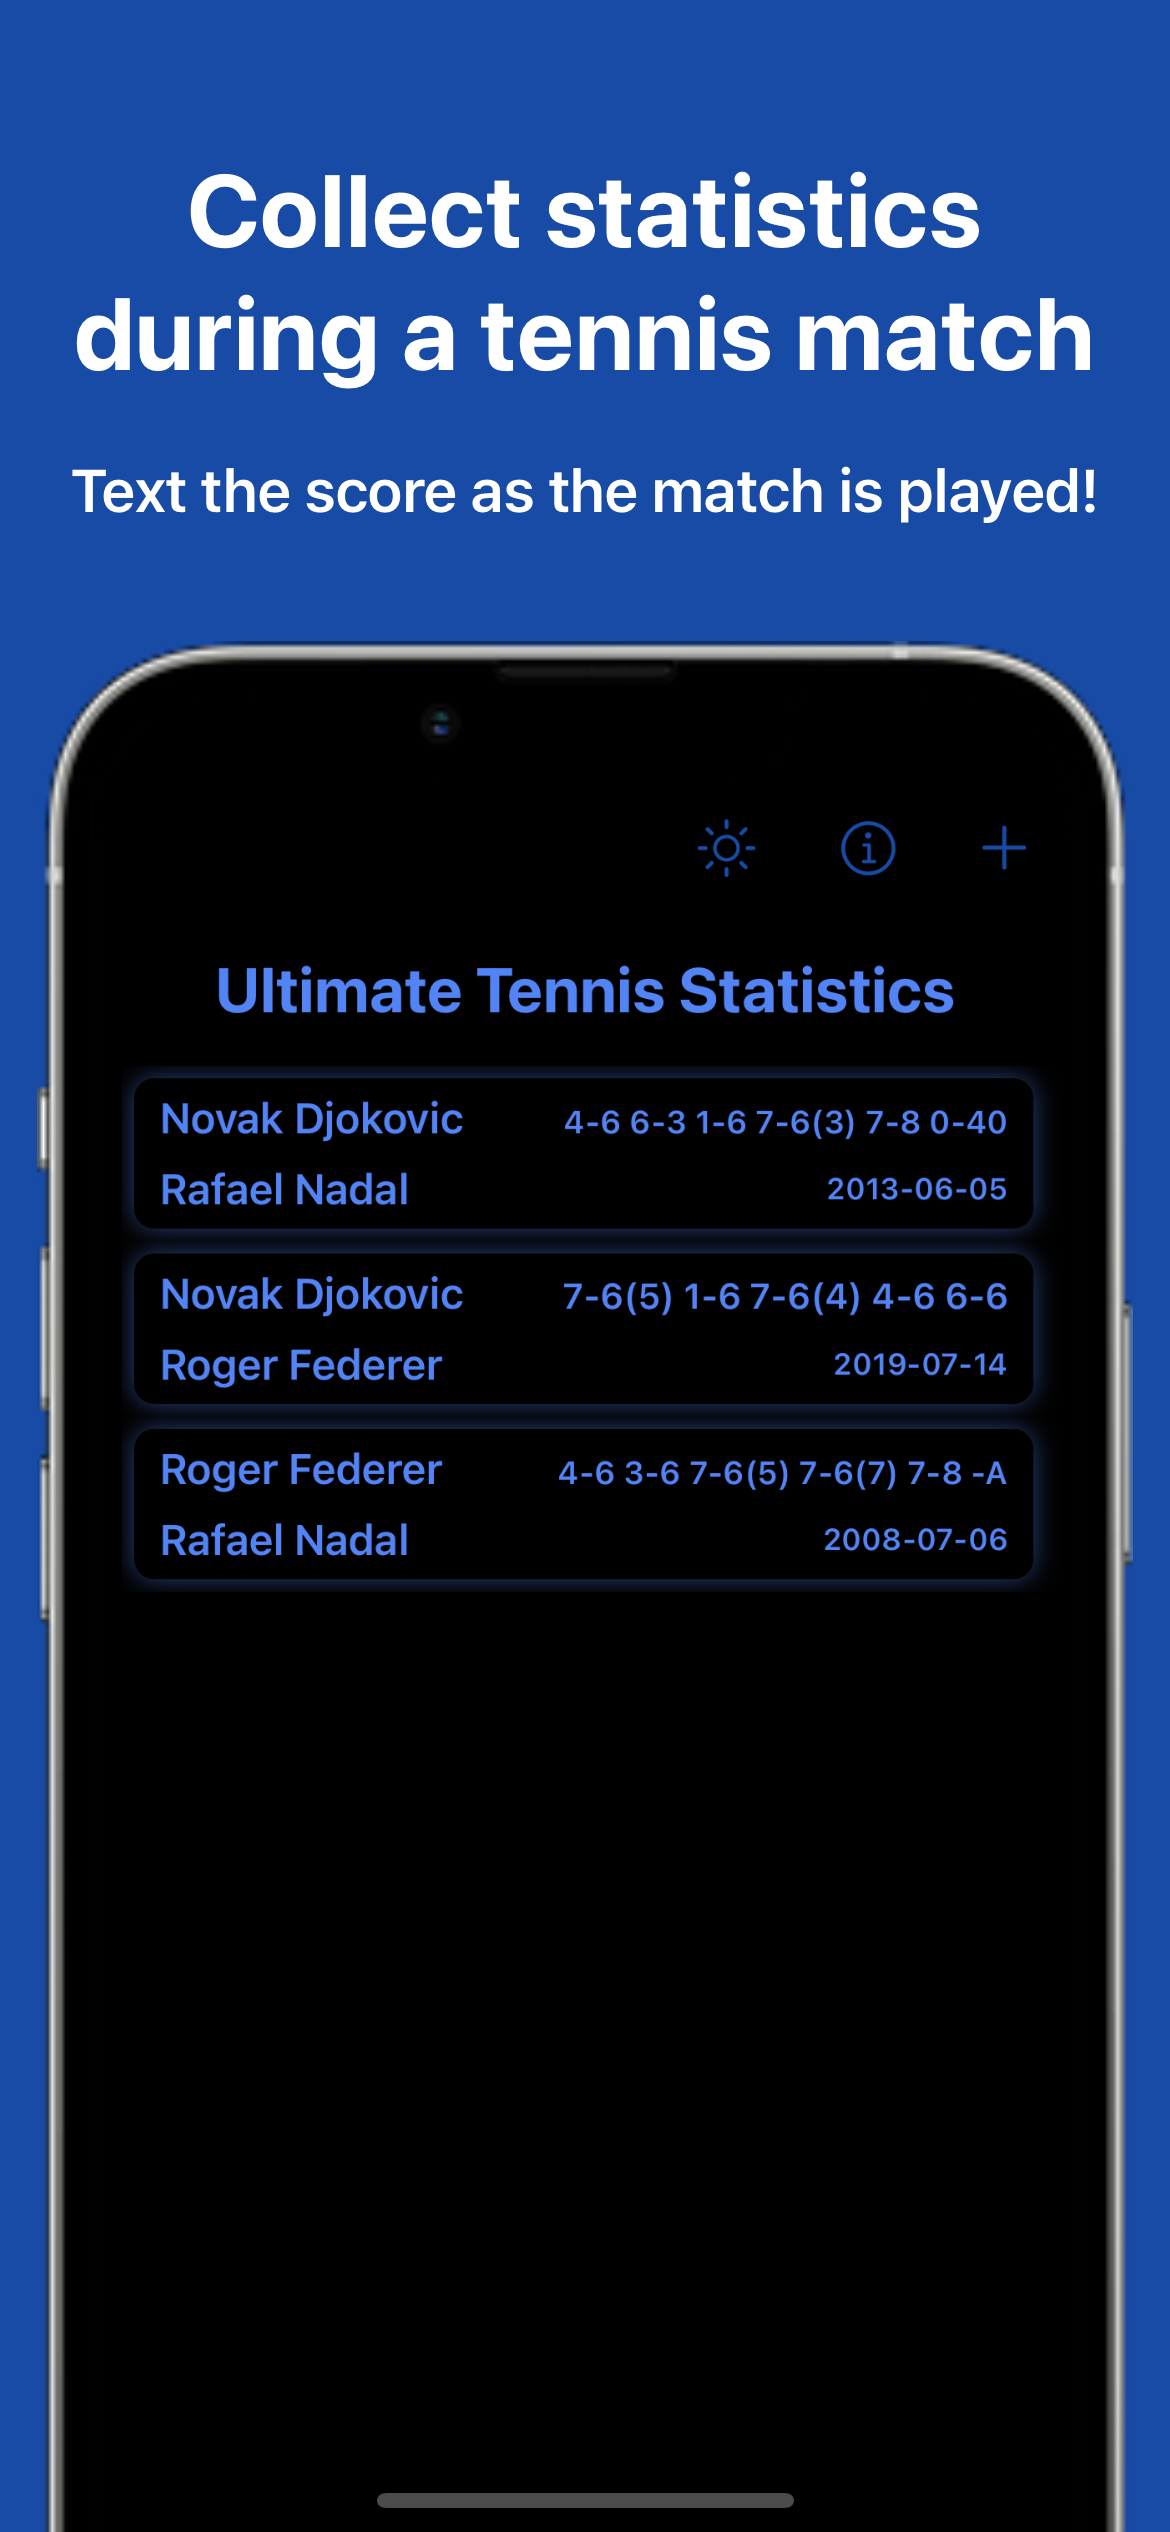 Collect statistics
during a tennis match
Text the score as the match is played!
Ultimate Tennis Statistics
Novak Djokovic 4-6 6-3 1-6 7-6(3) 7-8 0-40
Rafael Nadal 2013-06-05
Novak Djokovic 7-6(5) 1-6 7-6(4) 4-6 6-6
Roger Federer 2019-07-14
Roger Federer 4-6 3-6 7-6(5) 7-6(7) 7-8 -A
Rafael Nadal 2008-07-06